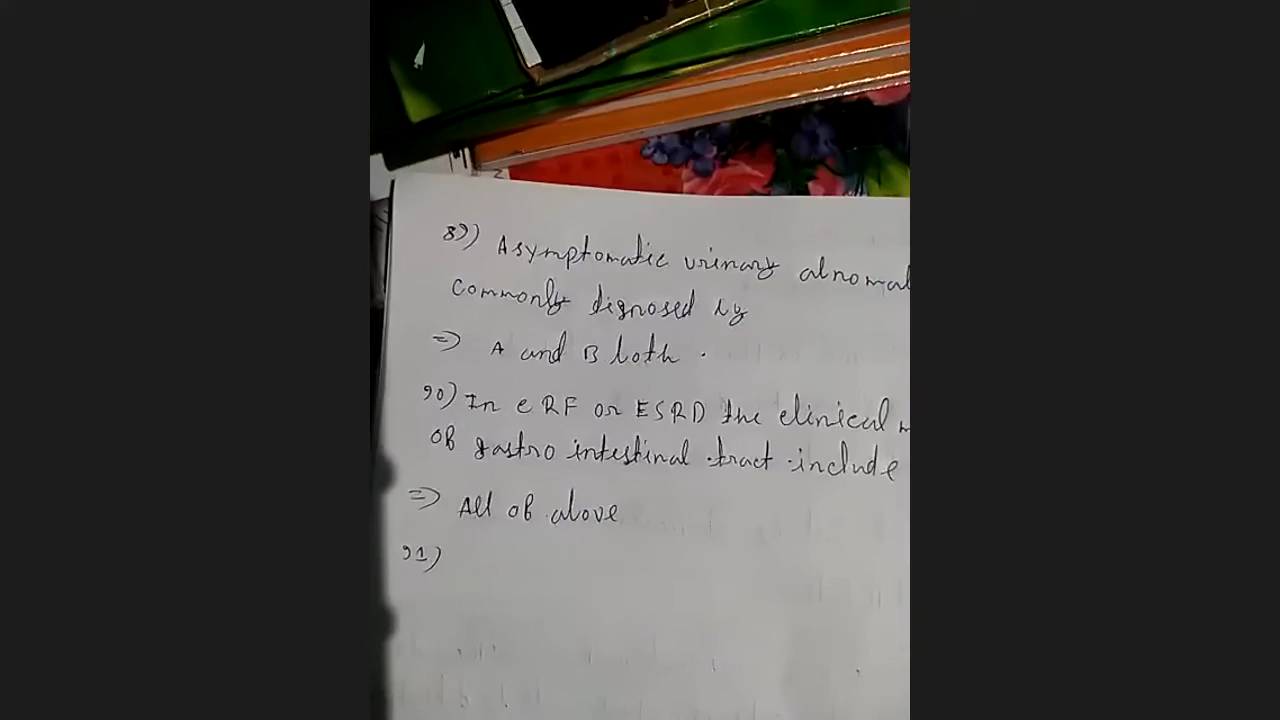 89) Asymptomatic urinary abnomal
commonly dignosed by
=> A and B both .
90) In CRF or ESRD the clinical
of gastro intestinal tract include
=> All of above
91)